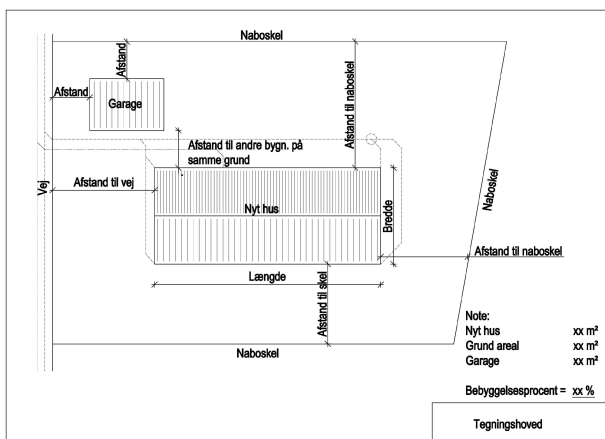 Naboskel
Afstand
Afstand
Garage
Afstand til naboskel
Afstand til andre bygn. på
samme grund
Vej
Afstand til vej
Nyt hus
Bredde
Naboskel
Afstand til naboskel
Længde
Afstand til skel
Naboskel
Note:
Nyt hus xx m²
Grund areal xx m²
Garage xx m²
Bebyggelsesprocent = xx %
Tegningshoved